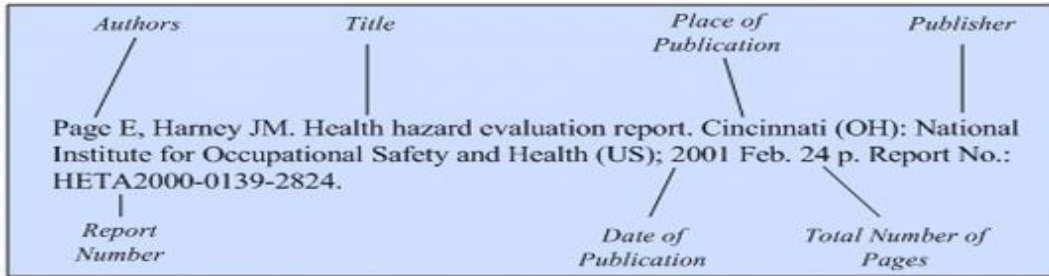 Authors Title Place of Publication Publisher
Page E, Harney JM. Health hazard evaluation report. Cincinnati (OH): National
Institute for Occupational Safety and Health (US); 2001 Feb. 24 p. Report No.:
HETA2000-0139-2824.
Report Number Date of Publication Total Number of Pages